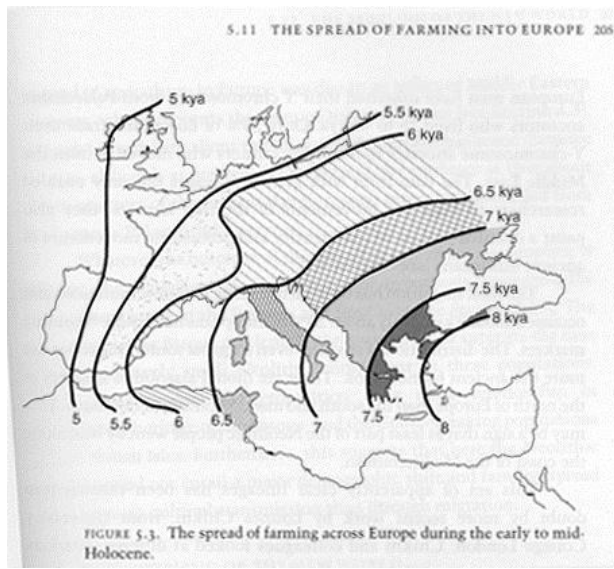 5.11 THE SPREAD OF FARMING INTO EUROPE 205
5 kya
5.5 kya
6 kya
6.5 kya
7 kya
7.5 kya
8 kya
5
5.5
6
6.5
7
7.5
8
FIGURE 5.3. The spread of farming across Europe during the early to mid-
Holocene.